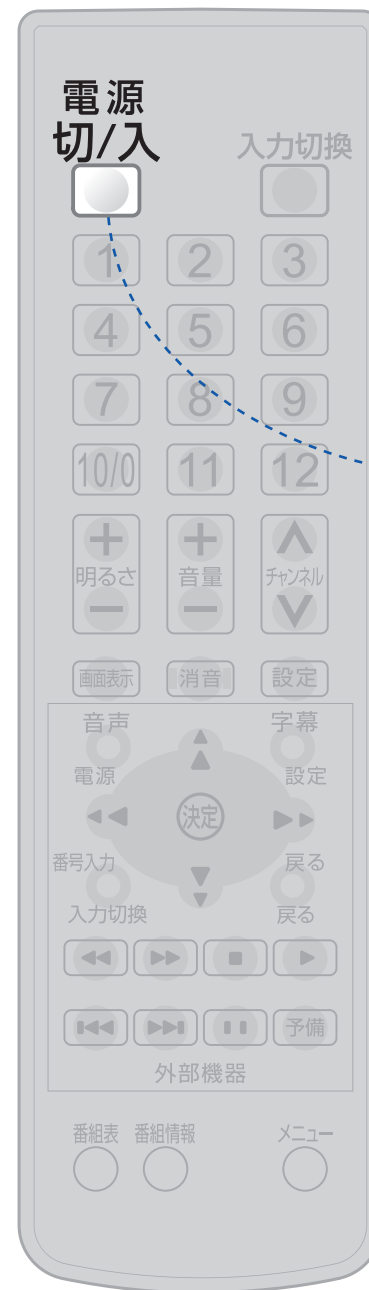 電源
切/入
入力切換
1 2 3
4 5 6
7 8 9
10/0 11 12
明るさ 音量 チャンネル
画面表示 消音 設定
音声 字幕
電源 設定
決定
番号入力 戻る
入力切換 戻る
予備
外部機器
番組表 番組情報 メニュー